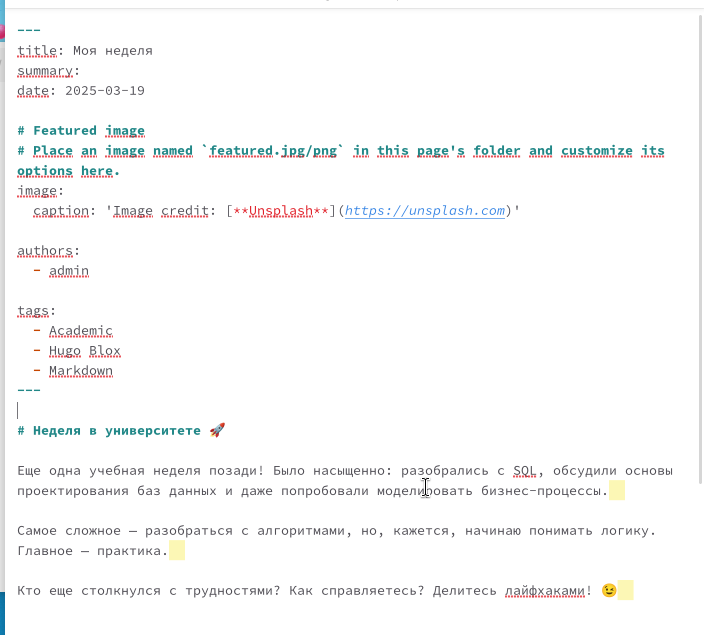 ---
title: Моя неделя
summary:
date: 2025-03-19
# Featured image
# Place an image named `featured.jpg/png` in this page's folder and customize its
options here.
image:
caption: 'Image credit: [**Unsplash**](https://unsplash.com)'
authors:
- admin
tags:
- Academic
- Hugo Blox
- Markdown
---
# Неделя в университете 🚀
Еще одна учебная неделя позади! Было насыщенно: разобрались с SQL, обсудили основы
проектирования баз данных и даже попробовали моделировать бизнес-процессы.
Самое сложное — разобраться с алгоритмами, но, кажется, начинаю понимать логику.
Главное — практика.
Кто еще столкнулся с трудностями? Как справляетесь? Делитесь лайфхаками! 😉